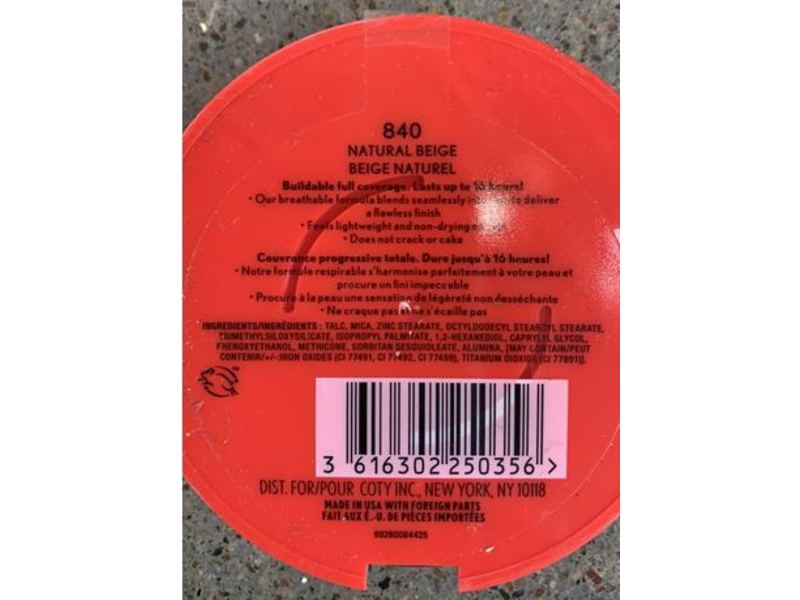 840
NATURAL BEIGE
BEIGE NATUREL
Buildable full coverage. Lasts up to 16 hours!
• Our breathable formula blends seamlessly into skin to deliver
a flawless finish
• Feels lightweight and non-drying on
• Does not crack or cake
Couvrance progressive totale. Dure jusqu'à 16 heures!
• Notre formule respirable s'harmonise parfaitement à votre peau et
procure un fini impeccable
• Procure à la peau une sensation de légèreté non desséchante
• Ne craque pas et ne s'écaille pas
INGREDIENTS/INGRÉDIENTS : TALC, MICA, ZINC STEARATE, OCTYLDODECYL STEAROYL STEARATE,
TRIMETHYLSILOXYSILICATE, ISOPROPYL PALMITATE, 1,2-HEXANEDIOL, CAPRYLYL GLYCOL,
PHENOXYETHANOL, METHICONE, SORBITAN SESQUIOLEATE, ALUMINA, [MAY CONTAIN/PEUT
CONTENIR/+/-:IRON OXIDES (CI 77491, CI 77492, CI 77499), TITANIUM DIOXIDE (CI 77891)].
3 616302 250356 >
DIST. FOR/POUR COTY INC., NEW YORK, NY 10118
MADE IN USA WITH FOREIGN PARTS
FAIT AUX É.-U. DE PIÈCES IMPORTÉES
99280084425